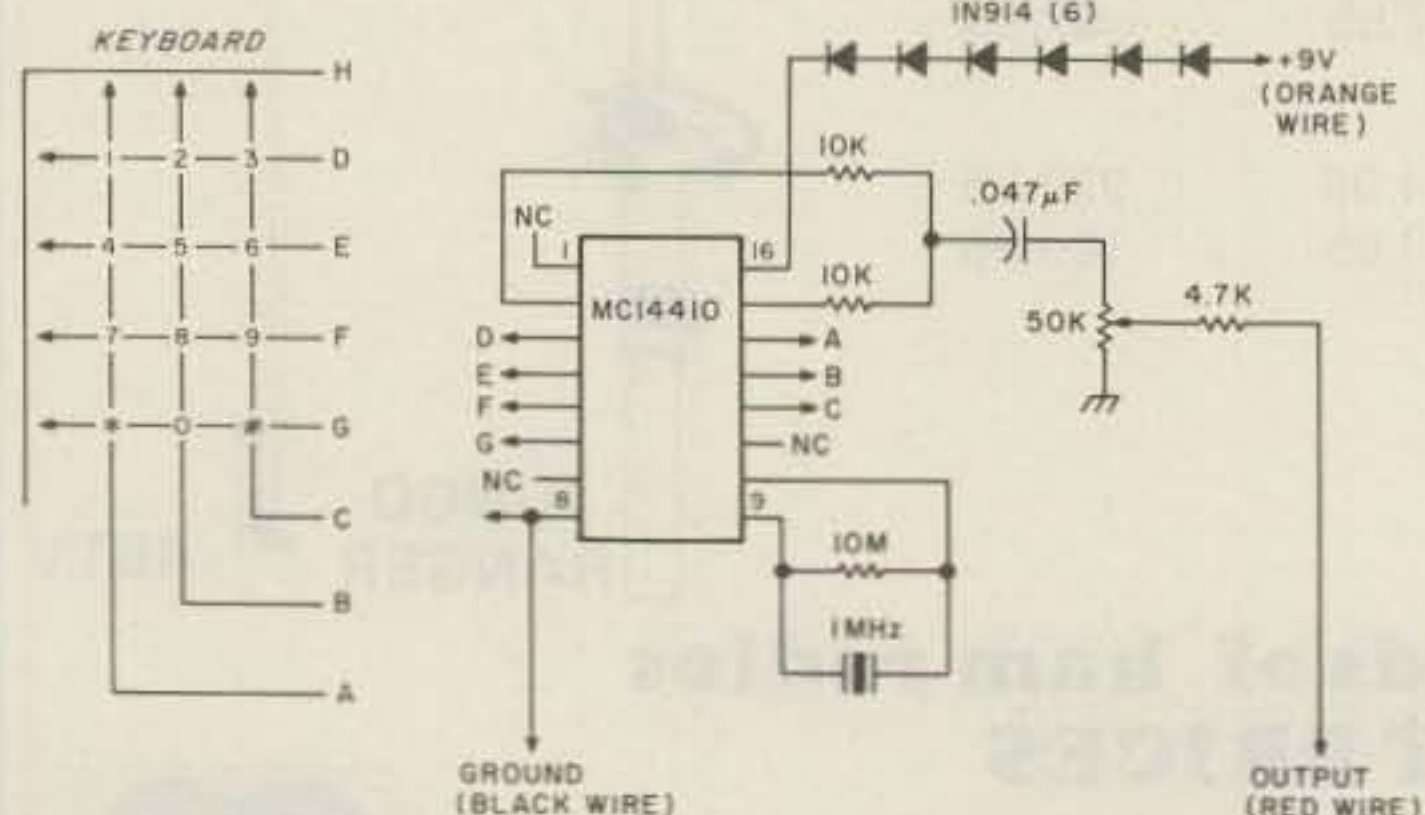 IN914 (6)
KEYBOARD
H
+9V
(ORANGE
WIRE)
1 2 3 D
10K
.047µF
NC
1
16
4 5 6 E
10K
MC14410
4.7K
50K
7 8 9 F
D
A
E
B
F
C
* 0 # G
G
NC
NC
8
9
C
10M
B
1MHz
A
GROUND
(BLACK WIRE)
OUTPUT
(RED WIRE)